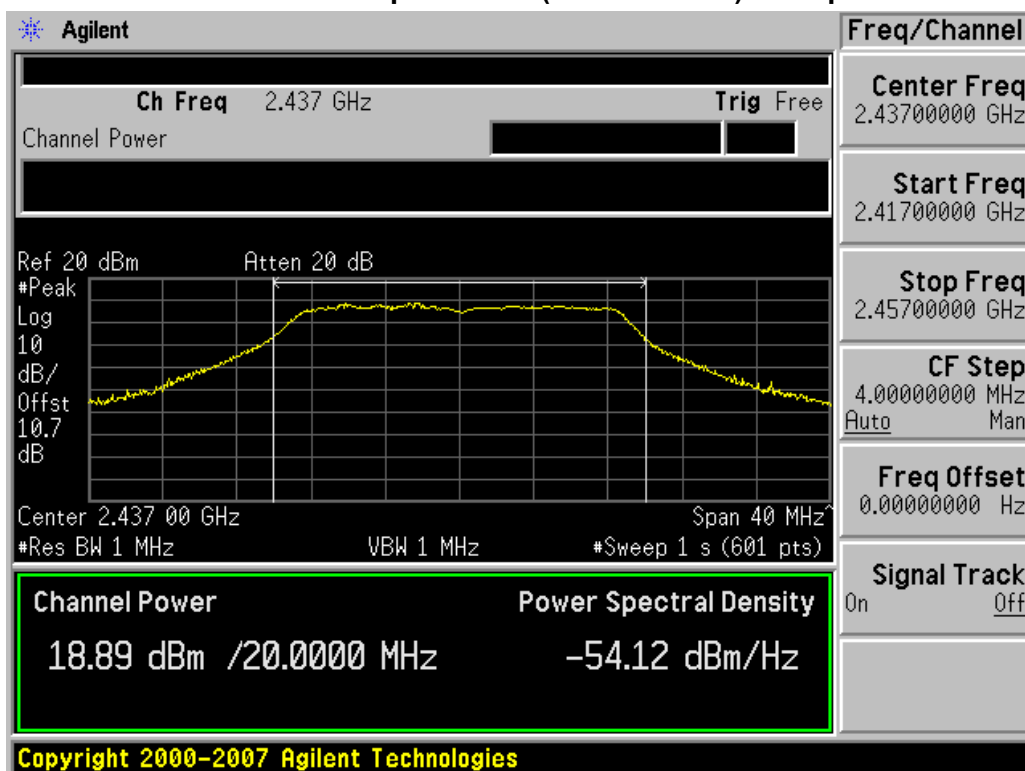 Agilent
Ch Freq 2.437 GHz Trig Free
Channel Power
Ref 20 dBm Atten 20 dB
#Peak
Log
10
dB/
Offst
10.7
dB
Center 2.437 00 GHz Span 40 MHz^
#Res BW 1 MHz VBW 1 MHz #Sweep 1 s (601 pts)
Channel Power Power Spectral Density
18.89 dBm /20.0000 MHz -54.12 dBm/Hz
Copyright 2000-2007 Agilent Technologies
Freq/Channel
Center Freq
2.43700000 GHz
Start Freq
2.41700000 GHz
Stop Freq
2.45700000 GHz
CF Step
4.00000000 MHz
Auto Man
Freq Offset
0.00000000 Hz
Signal Track
On Off